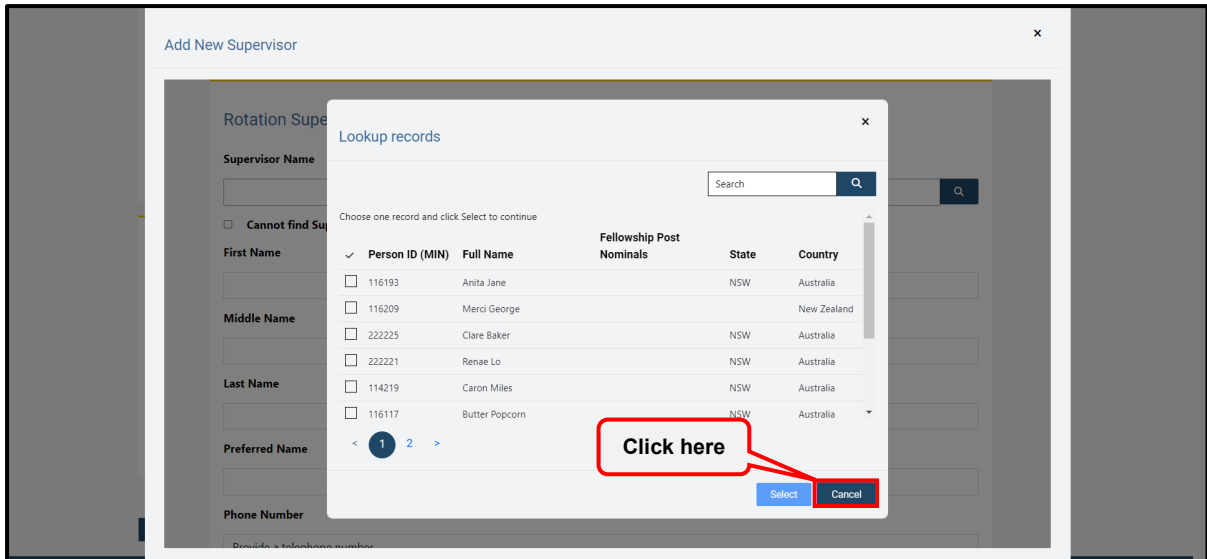 Add New Supervisor
×
Rotation Supe
Lookup records
×
Supervisor Name
Search
Choose one record and click Select to continue
Cannot find Su
First Name
✓ Person ID (MIN) Full Name Fellowship Post Nominals State Country
116193 Anita Jane NSW Australia
116209 Merci George New Zealand
Middle Name
222225 Clare Baker NSW Australia
222221 Renae Lo NSW Australia
Last Name
114219 Caron Miles NSW Australia
116117 Butter Popcorn NSW Australia
< 1 2 >
Click here
Preferred Name
Select Cancel
Phone Number
Provide a telephone number